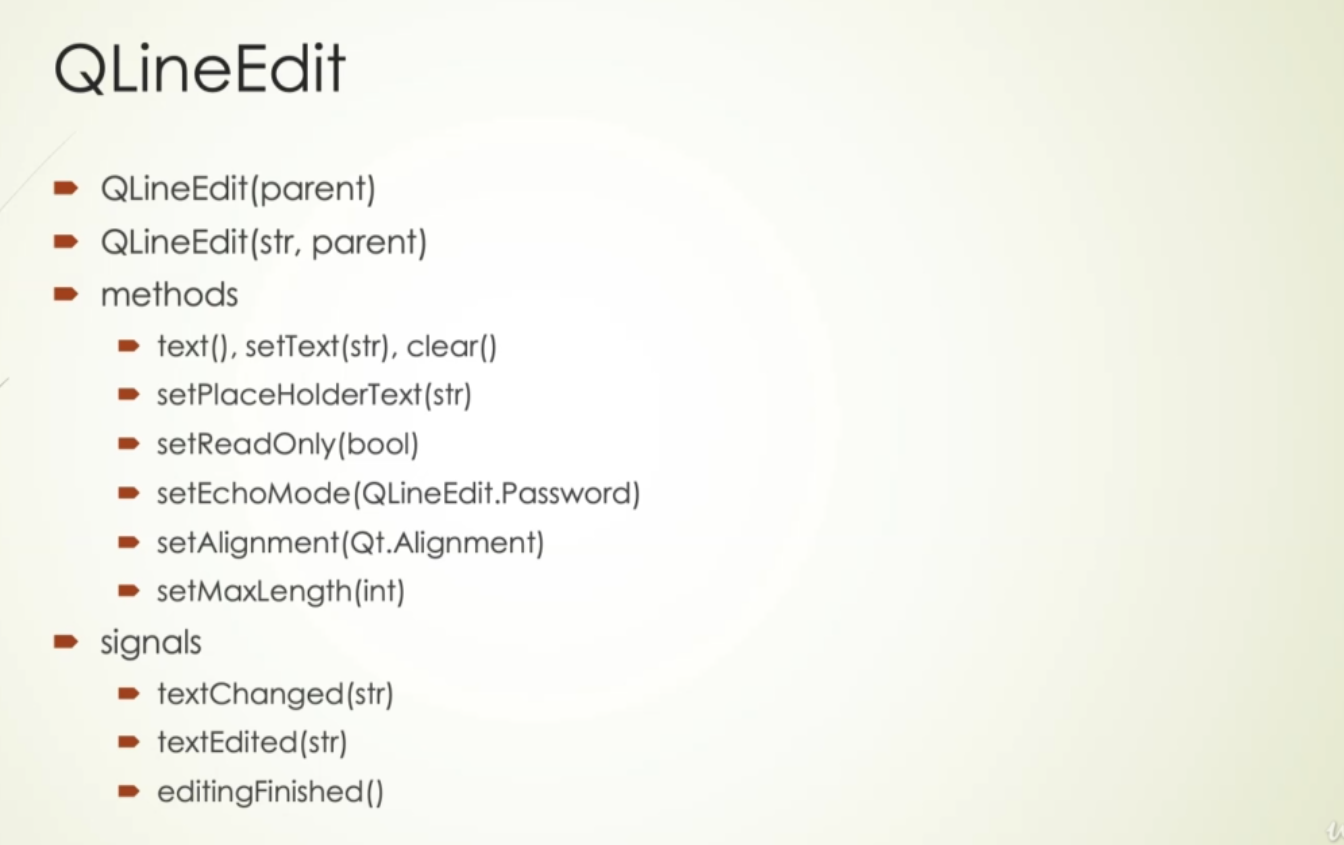 QLineEdit
QLineEdit(parent)
QLineEdit(str, parent)
methods
text(), setText(str), clear()
setPlaceHolderText(str)
setReadOnly(bool)
setEchoMode(QLineEdit.Password)
setAlignment(Qt.Alignment)
setMaxLength(int)
signals
textChanged(str)
textEdited(str)
editingFinished()